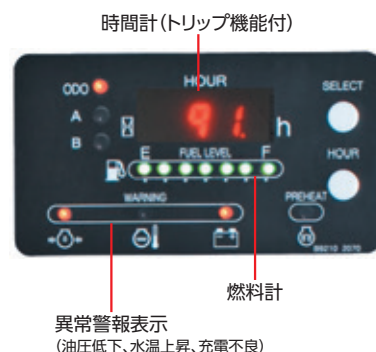 時間計(トリップ機能付)
ODO
HOUR
SELECT
A
91.
h
B
E
FUEL LEVEL
F
HOUR
WARNING
PREHEAT
燃料計
異常警報表示
(油圧低下、水温上昇、充電不良)